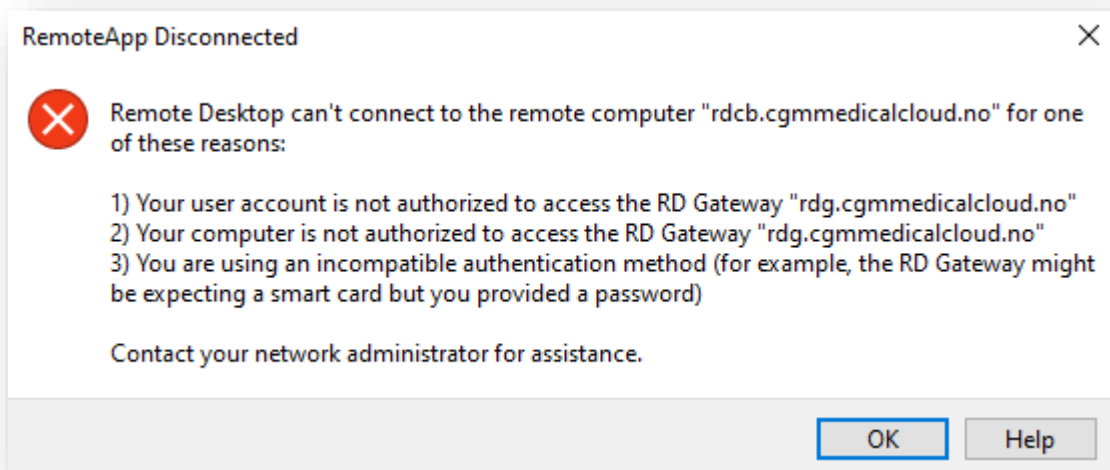 RemoteApp Disconnected
Remote Desktop can't connect to the remote computer "rdcb.cgmmedicalcloud.no" for one
of these reasons:
1) Your user account is not authorized to access the RD Gateway "rdg.cgmmedicalcloud.no"
2) Your computer is not authorized to access the RD Gateway "rdg.cgmmedicalcloud.no"
3) You are using an incompatible authentication method (for example, the RD Gateway might
be expecting a smart card but you provided a password)
Contact your network administrator for assistance.
OK
Help